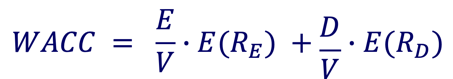 WACC = E/V · E(R_E) + D/V · E(R_D)